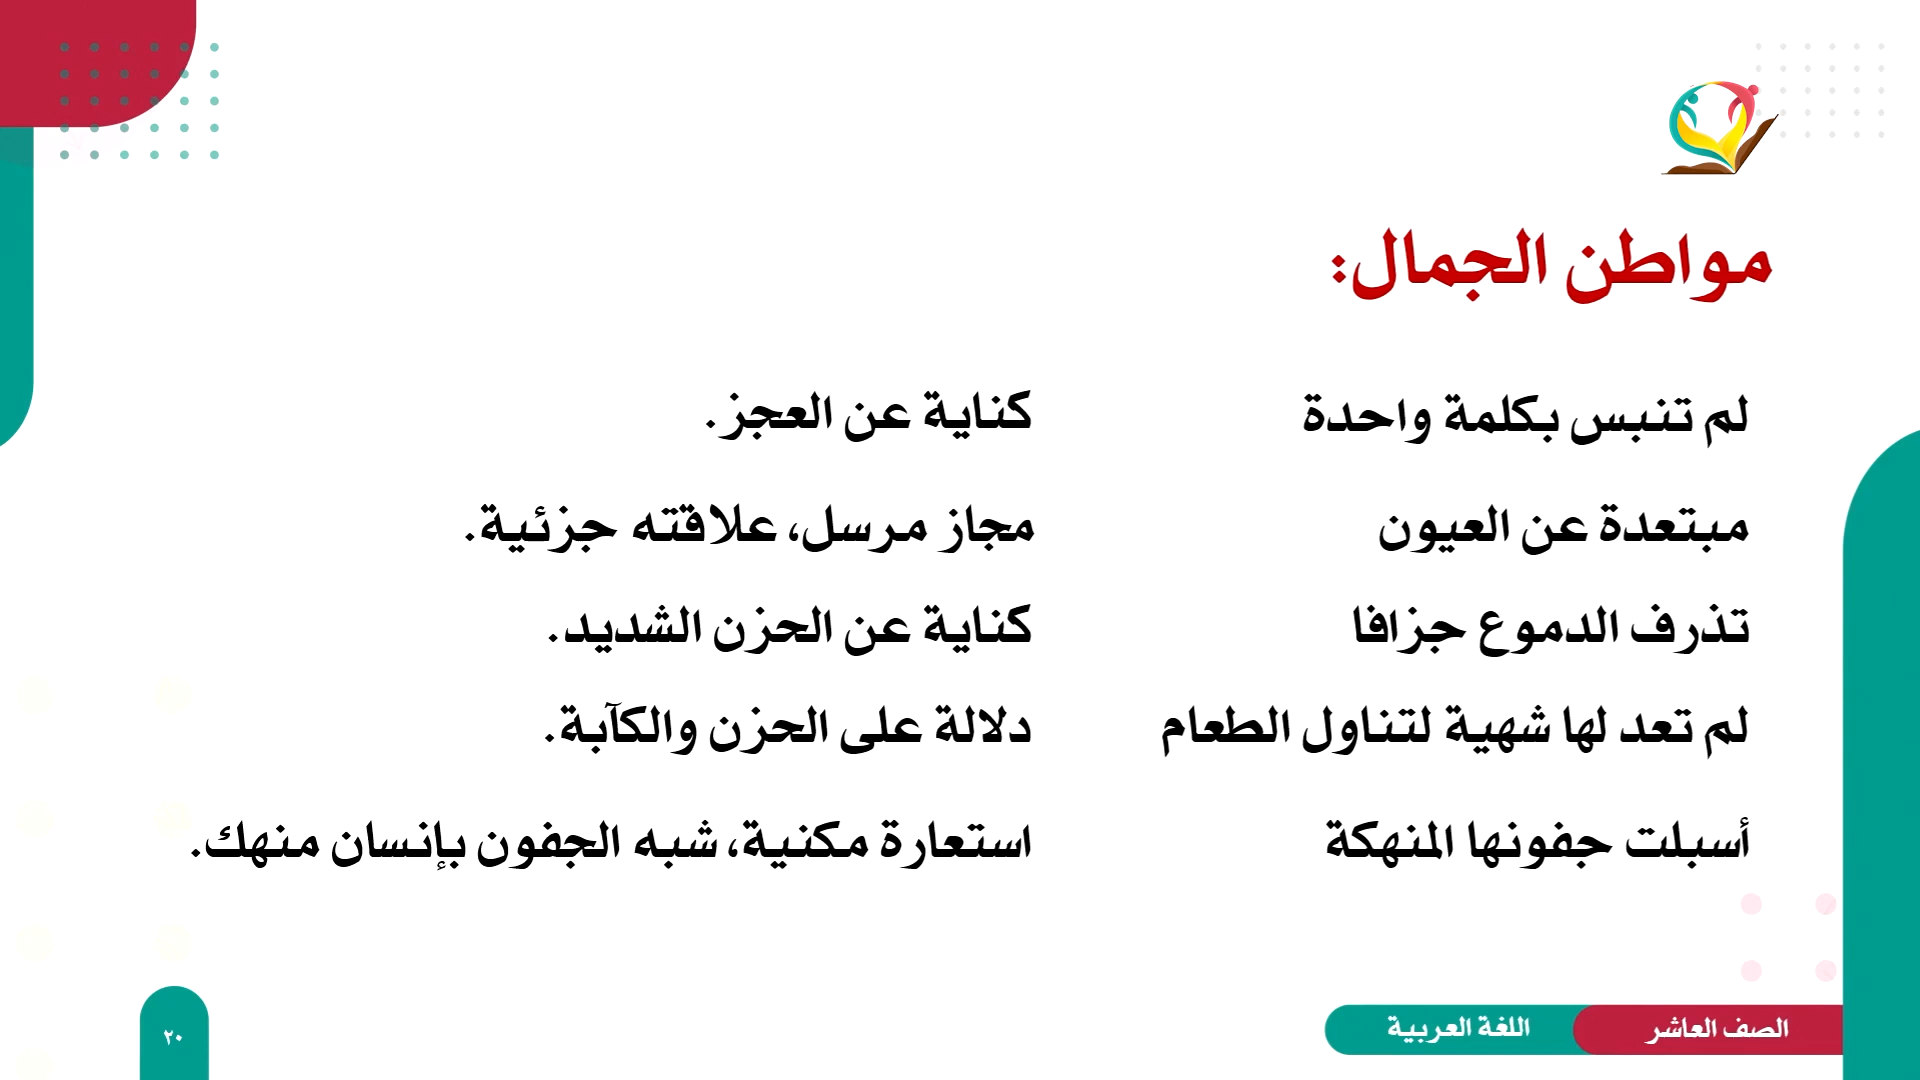 مواطن الجمال:
لم تنبس بكلمة واحدة كناية عن العجز.
مبتعدة عن العيون مجاز مرسل، علاقته جزئية.
تذرف الدموع جزافا كناية عن الحزن الشديد.
لم تعد لها شهية لتناول الطعام دلالة على الحزن والكآبة.
أسبلت جفونها المنهكة استعارة مكنية، شبه الجفون بإنسان منهك.
الصف العاشر اللغة العربية
٢٠